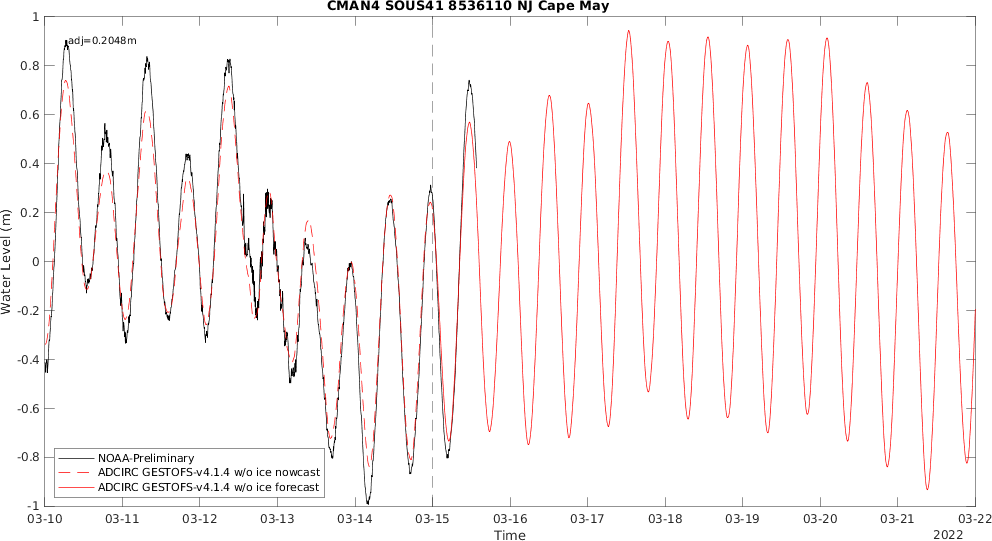 CMAN4 SOUS41 8536110 NJ Cape May
adj=0.2048m
1
0.8
0.6
0.4
0.2
0
-0.2
-0.4
-0.6
-0.8
-1
Water Level (m)
NOAA-Preliminary
ADCIRC GESTOFS-v4.1.4 w/o ice nowcast
ADCIRC GESTOFS-v4.1.4 w/o ice forecast
03-10 03-11 03-12 03-13 03-14 03-15 03-16 03-17 03-18 03-19 03-20 03-21 03-22
Time
2022